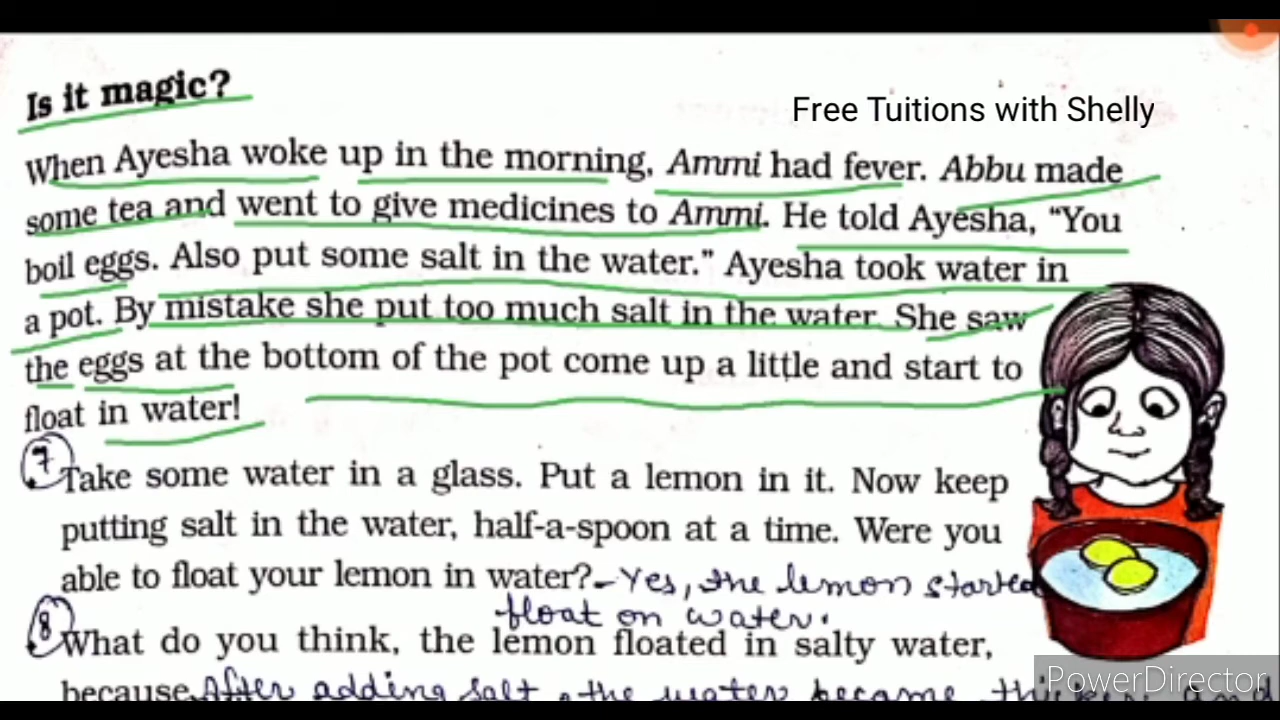 Is it magic?
Free Tuitions with Shelly
When Ayesha woke up in the morning, Ammi had fever. Abbu made
some tea and went to give medicines to Ammi. He told Ayesha, “You
boil eggs. Also put some salt in the water.” Ayesha took water in
a pot. By mistake she put too much salt in the water. She saw
the eggs at the bottom of the pot come up a little and start to
float in water!
7 Take some water in a glass. Put a lemon in it. Now keep
putting salt in the water, half-a-spoon at a time. Were you
able to float your lemon in water? - Yes, the lemon started
float on water.
8 What do you think, the lemon floated in salty water,
because After adding salt, the water became thicker and
PowerDirector